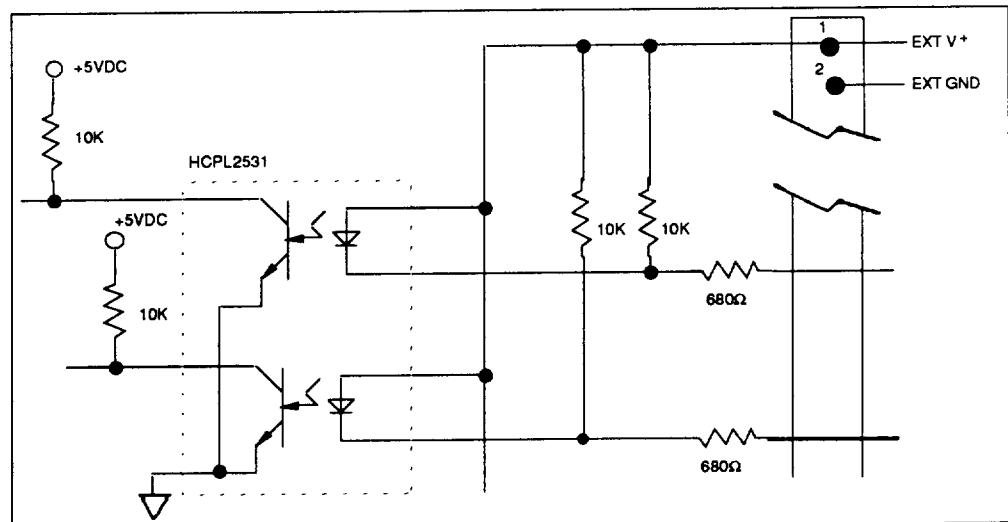 1
EXT V+
2
EXT GND
+5VDC
10K
HCPL2531
+5VDC
10K
10K
10K
680Ω
680Ω